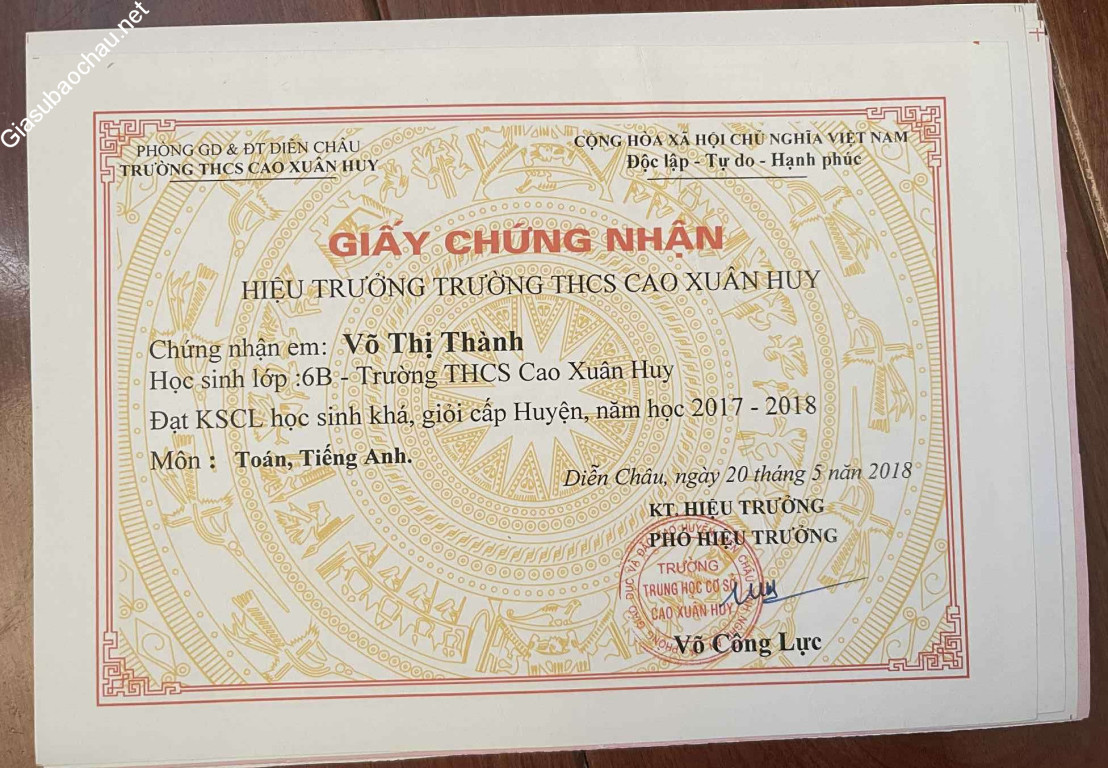 Giasubaochau.net
PHÒNG GD & ĐT DIỄN CHÂU
TRƯỜNG THCS CAO XUÂN HUY
CỘNG HÒA XÃ HỘI CHỦ NGHĨA VIỆT NAM
Độc lập - Tự do - Hạnh phúc
GIẤY CHỨNG NHẬN
HIỆU TRƯỞNG TRƯỜNG THCS CAO XUÂN HUY
Chứng nhận em: Võ Thị Thành
Học sinh lớp :6B - Trường THCS Cao Xuân Huy
Đạt KSCL học sinh khá, giỏi cấp Huyện, năm học 2017 - 2018
Môn : Toán, Tiếng Anh.
Diễn Châu, ngày 20 tháng 5 năn 2018
KT. HIỆU TRƯỞNG
PHÓ HIỆU TRƯỞNG
TRƯỜNG
TRUNG HỌC CƠ SỞ
CAO XUÂN HUY
Võ Công Lực